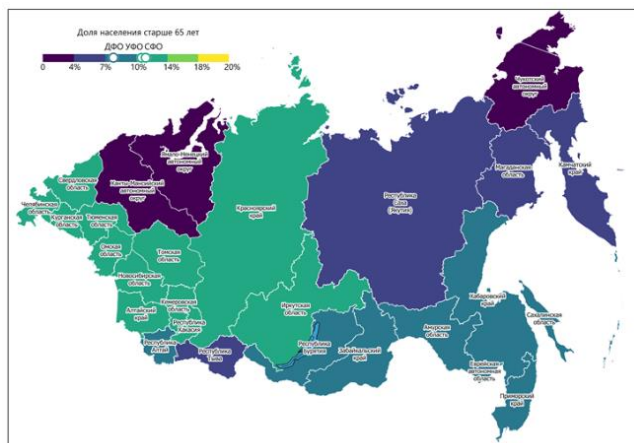 Доля населения старше 65 лет
ДФО УФО СФО
0 4% 7% 10% 14% 18% 20%
Чукотский
автономный
округ
Ямало-Ненецкий
автономный
округ
Ханты-Мансийский
автономный
округ
Свердловская
область
Челябинская
область
Курганская
область
Тюменская
область
Омская
область
Томская
область
Новосибирская
область
Алтайский
край
Кемеровская
область
Республика
Хакасия
Республика
Алтай
Республика
Тыва
Красноярский
край
Иркутская
область
Республика
Бурятия
Забайкальский
край
Республика
Саха
(Якутия)
Магаданская
область
Камчатский
край
Амурская
область
Хабаровский
край
Сахалинская
область
Еврейская
автономная
область
Приморский
край